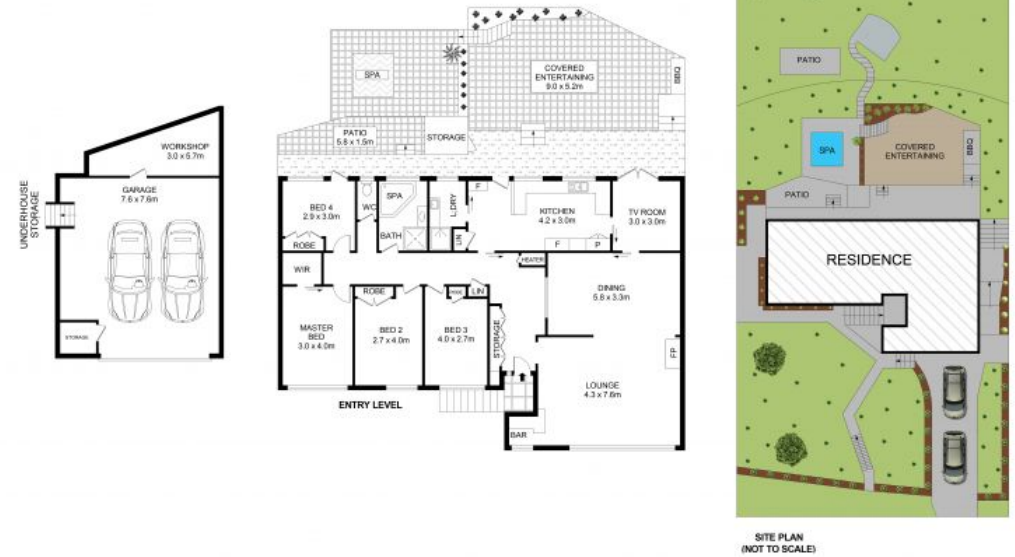 WORKSHOP
3.0 x 5.7m
GARAGE
7.6 x 7.6m
UNDERHOUSE
STORAGE
STORAGE
SPA
COVERED
ENTERTAINING
9.0 x 5.2m
BBQ
PATIO
5.8 x 1.5m
STORAGE
BED 4
2.9 x 3.0m
ROBE
WC
SPA
BATH
L.DRY
LIN
F
KITCHEN
4.2 x 3.0m
F
P
TV ROOM
3.0 x 3.0m
WIR
HEATER
ROBE
LIN
MASTER
BED
3.0 x 4.0m
BED 2
2.7 x 4.0m
BED 3
4.0 x 2.7m
STORAGE
DINING
5.8 x 3.3m
FP
LOUNGE
4.3 x 7.6m
BAR
ENTRY LEVEL
PATIO
SPA
COVERED
ENTERTAINING
BBQ
PATIO
RESIDENCE
SITE PLAN
(NOT TO SCALE)